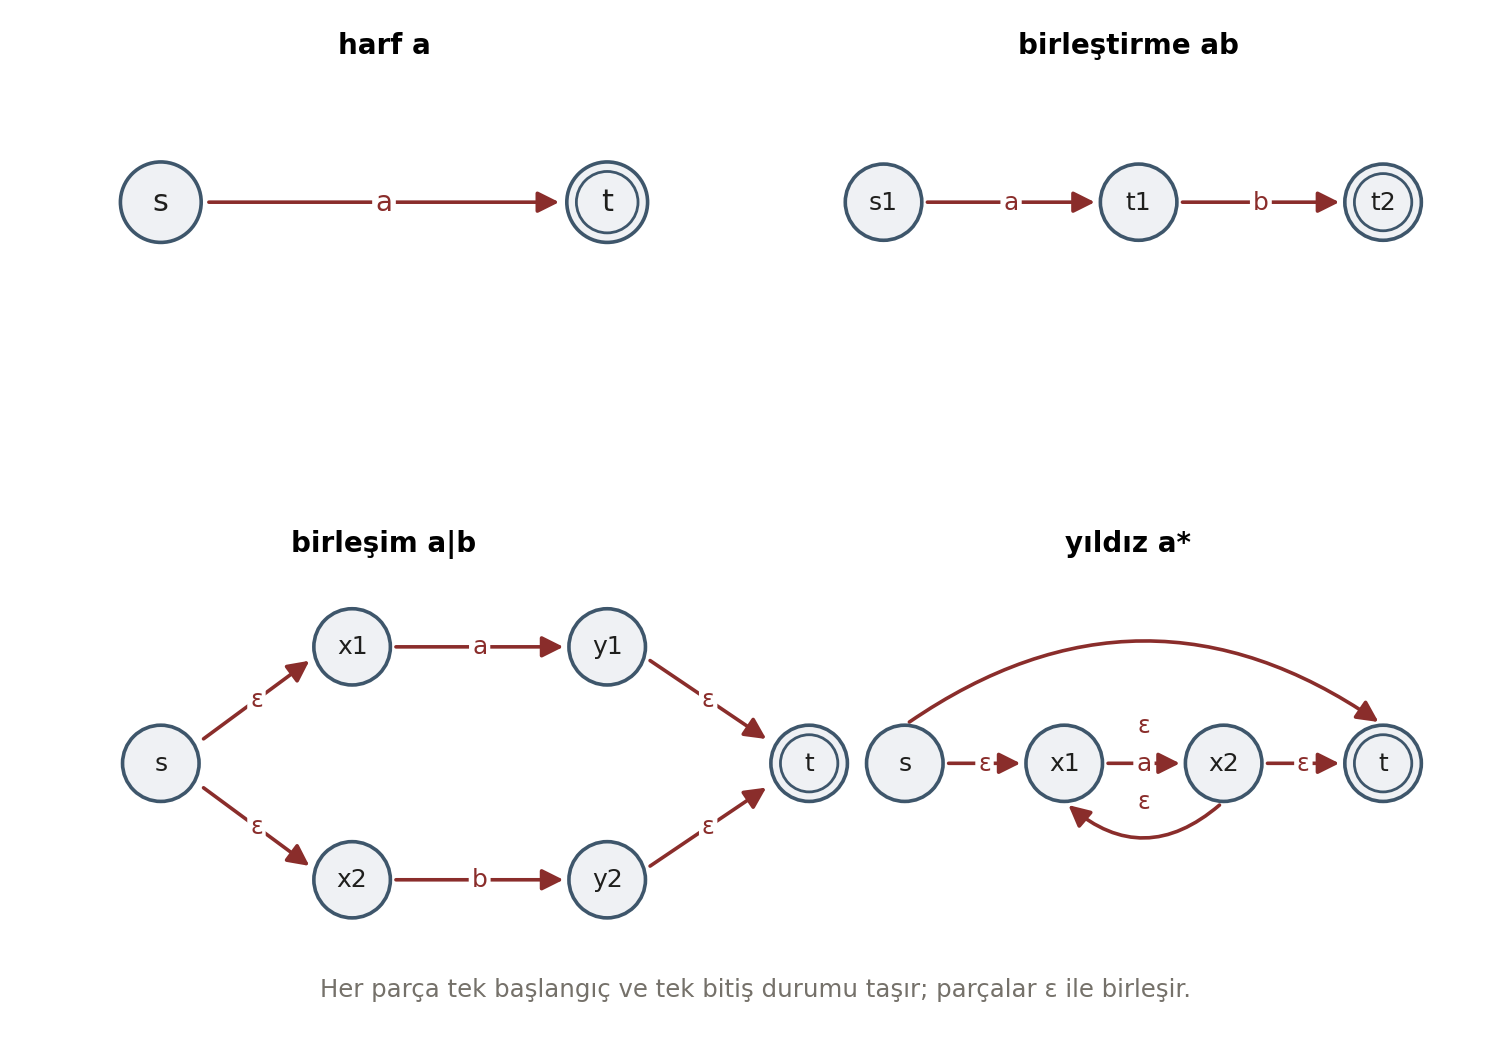 harf a
birleştirme ab
s a t
s1 a t1 b t2
birleşim a|b
yıldız a*
x1 a y1
ε ε
s t
ε ε
x2 b y2
ε
s ε x1 a x2 ε t
ε
Her parça tek başlangıç ve tek bitiş durumu taşır; parçalar ε ile birleşir.